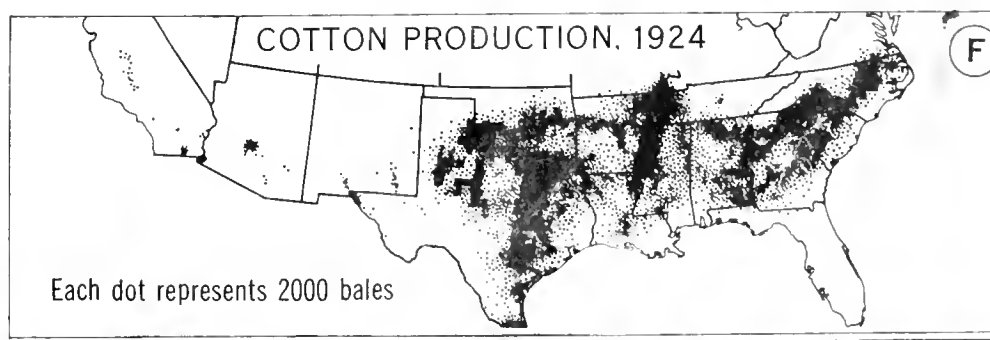 COTTON PRODUCTION, 1924
F
Each dot represents 2000 bales